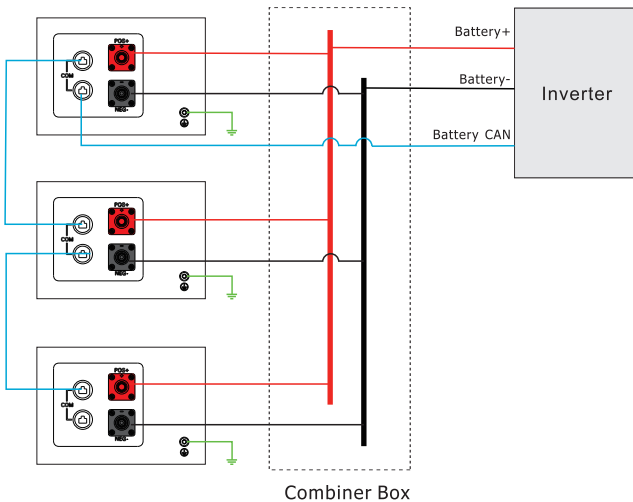 POS+
COM
NEG-
Battery+
Battery-
Inverter
Battery CAN
POS+
COM
NEG-
POS+
COM
NEG-
Combiner Box